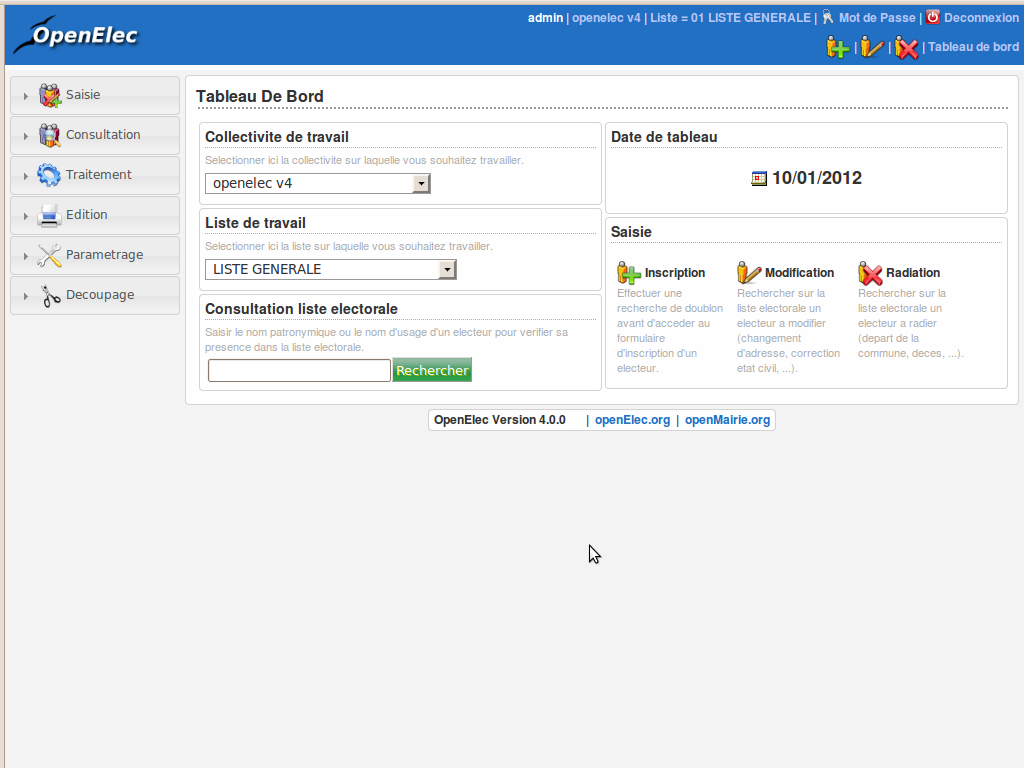 OpenElec
admin | openelec v4 | Liste = 01 LISTE GENERALE | Mot de Passe | Deconnexion
| | | Tableau de bord
Saisie
Consultation
Traitement
Edition
Parametrage
Decoupage
Tableau De Bord
Collectivite de travail
Selectionner ici la collectivite sur laquelle vous souhaitez travailler.
openelec v4
Liste de travail
Selectionner ici la liste sur laquelle vous souhaitez travailler.
LISTE GENERALE
Consultation liste electorale
Saisir le nom patronymique ou le nom d'usage d'un electeur pour verifier sa
presence dans la liste electorale.
Rechercher
Date de tableau
10/01/2012
Saisie
Inscription
Effectuer une
recherche de doublon
avant d'acceder au
formulaire
d'inscription d'un
electeur.
Modification
Rechercher sur la
liste electorale un
electeur a modifier
(changement
d'adresse, correction
etat civil, ...).
Radiation
Rechercher sur la
liste electorale un
electeur a radier
(depart de la
commune, deces, ...).
OpenElec Version 4.0.0 | openElec.org | openMairie.org